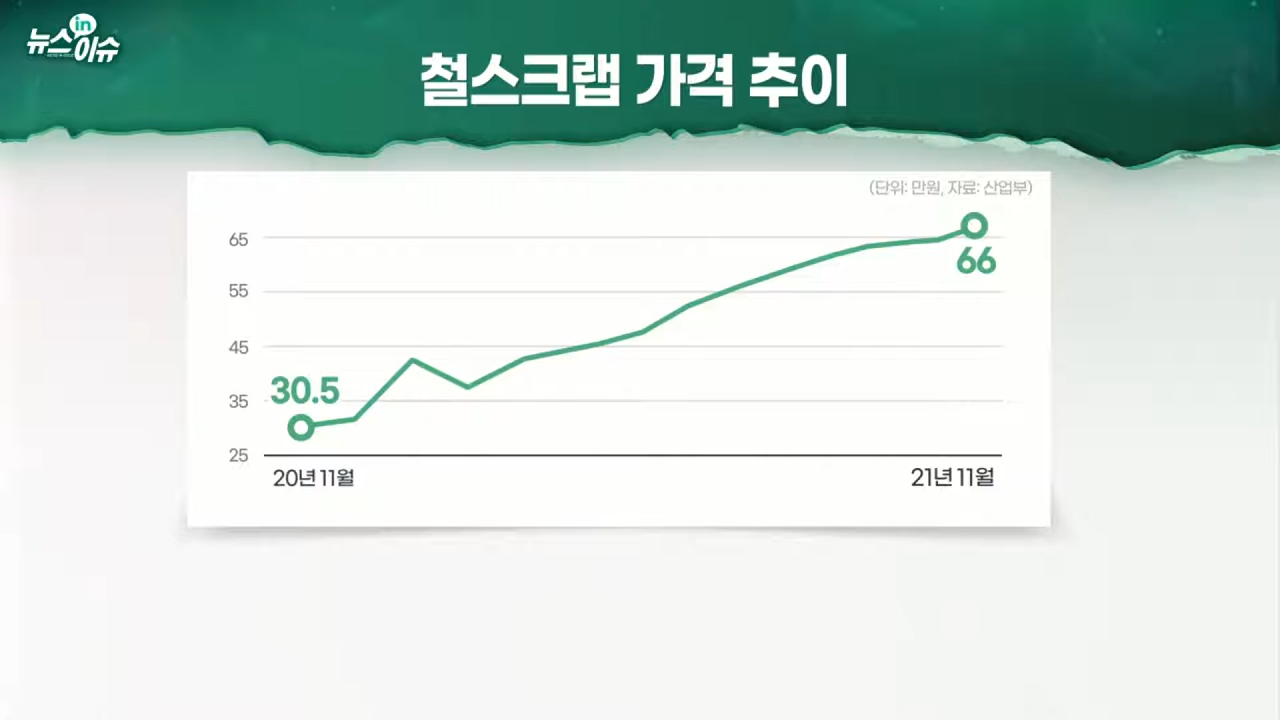 뉴스in이슈
철스크랩 가격 추이
(단위: 만원, 자료: 산업부)
65
55
45
35
25
30.5
66
20년 11월
21년 11월